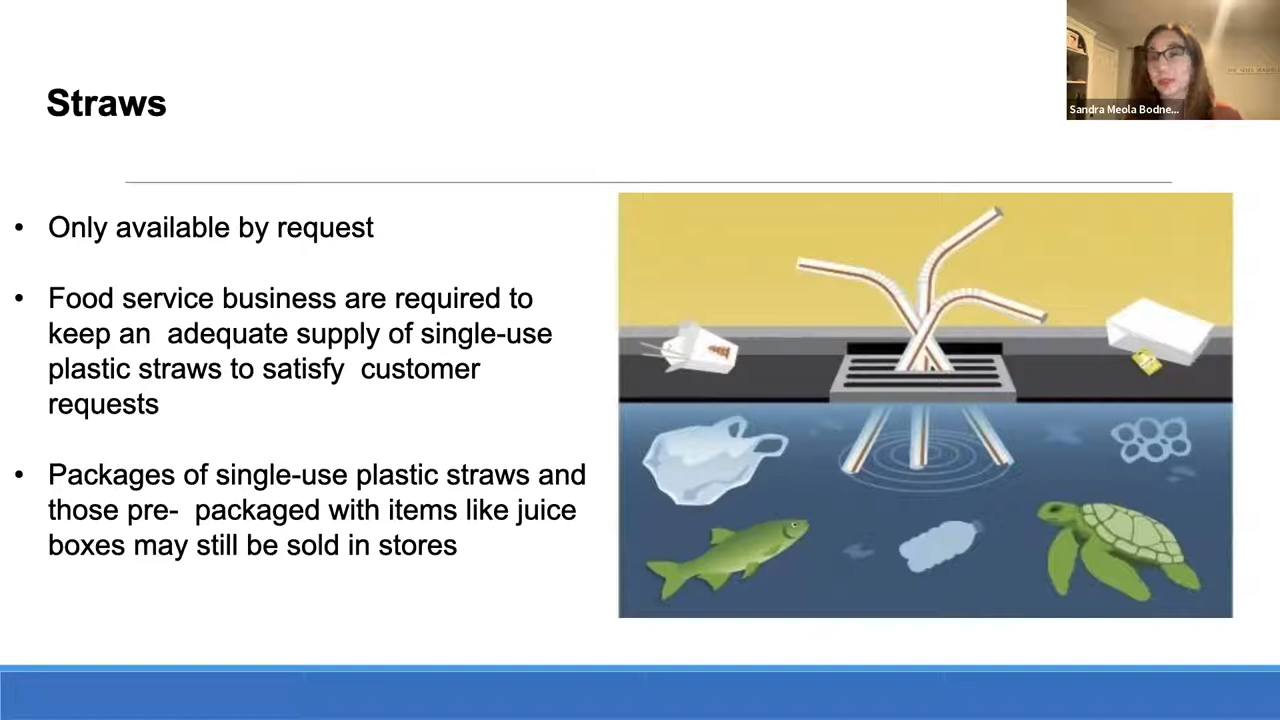 Straws
Sandra Meola Bodne...
• Only available by request
• Food service business are required to
keep an adequate supply of single-use
plastic straws to satisfy customer
requests
• Packages of single-use plastic straws and
those pre- packaged with items like juice
boxes may still be sold in stores